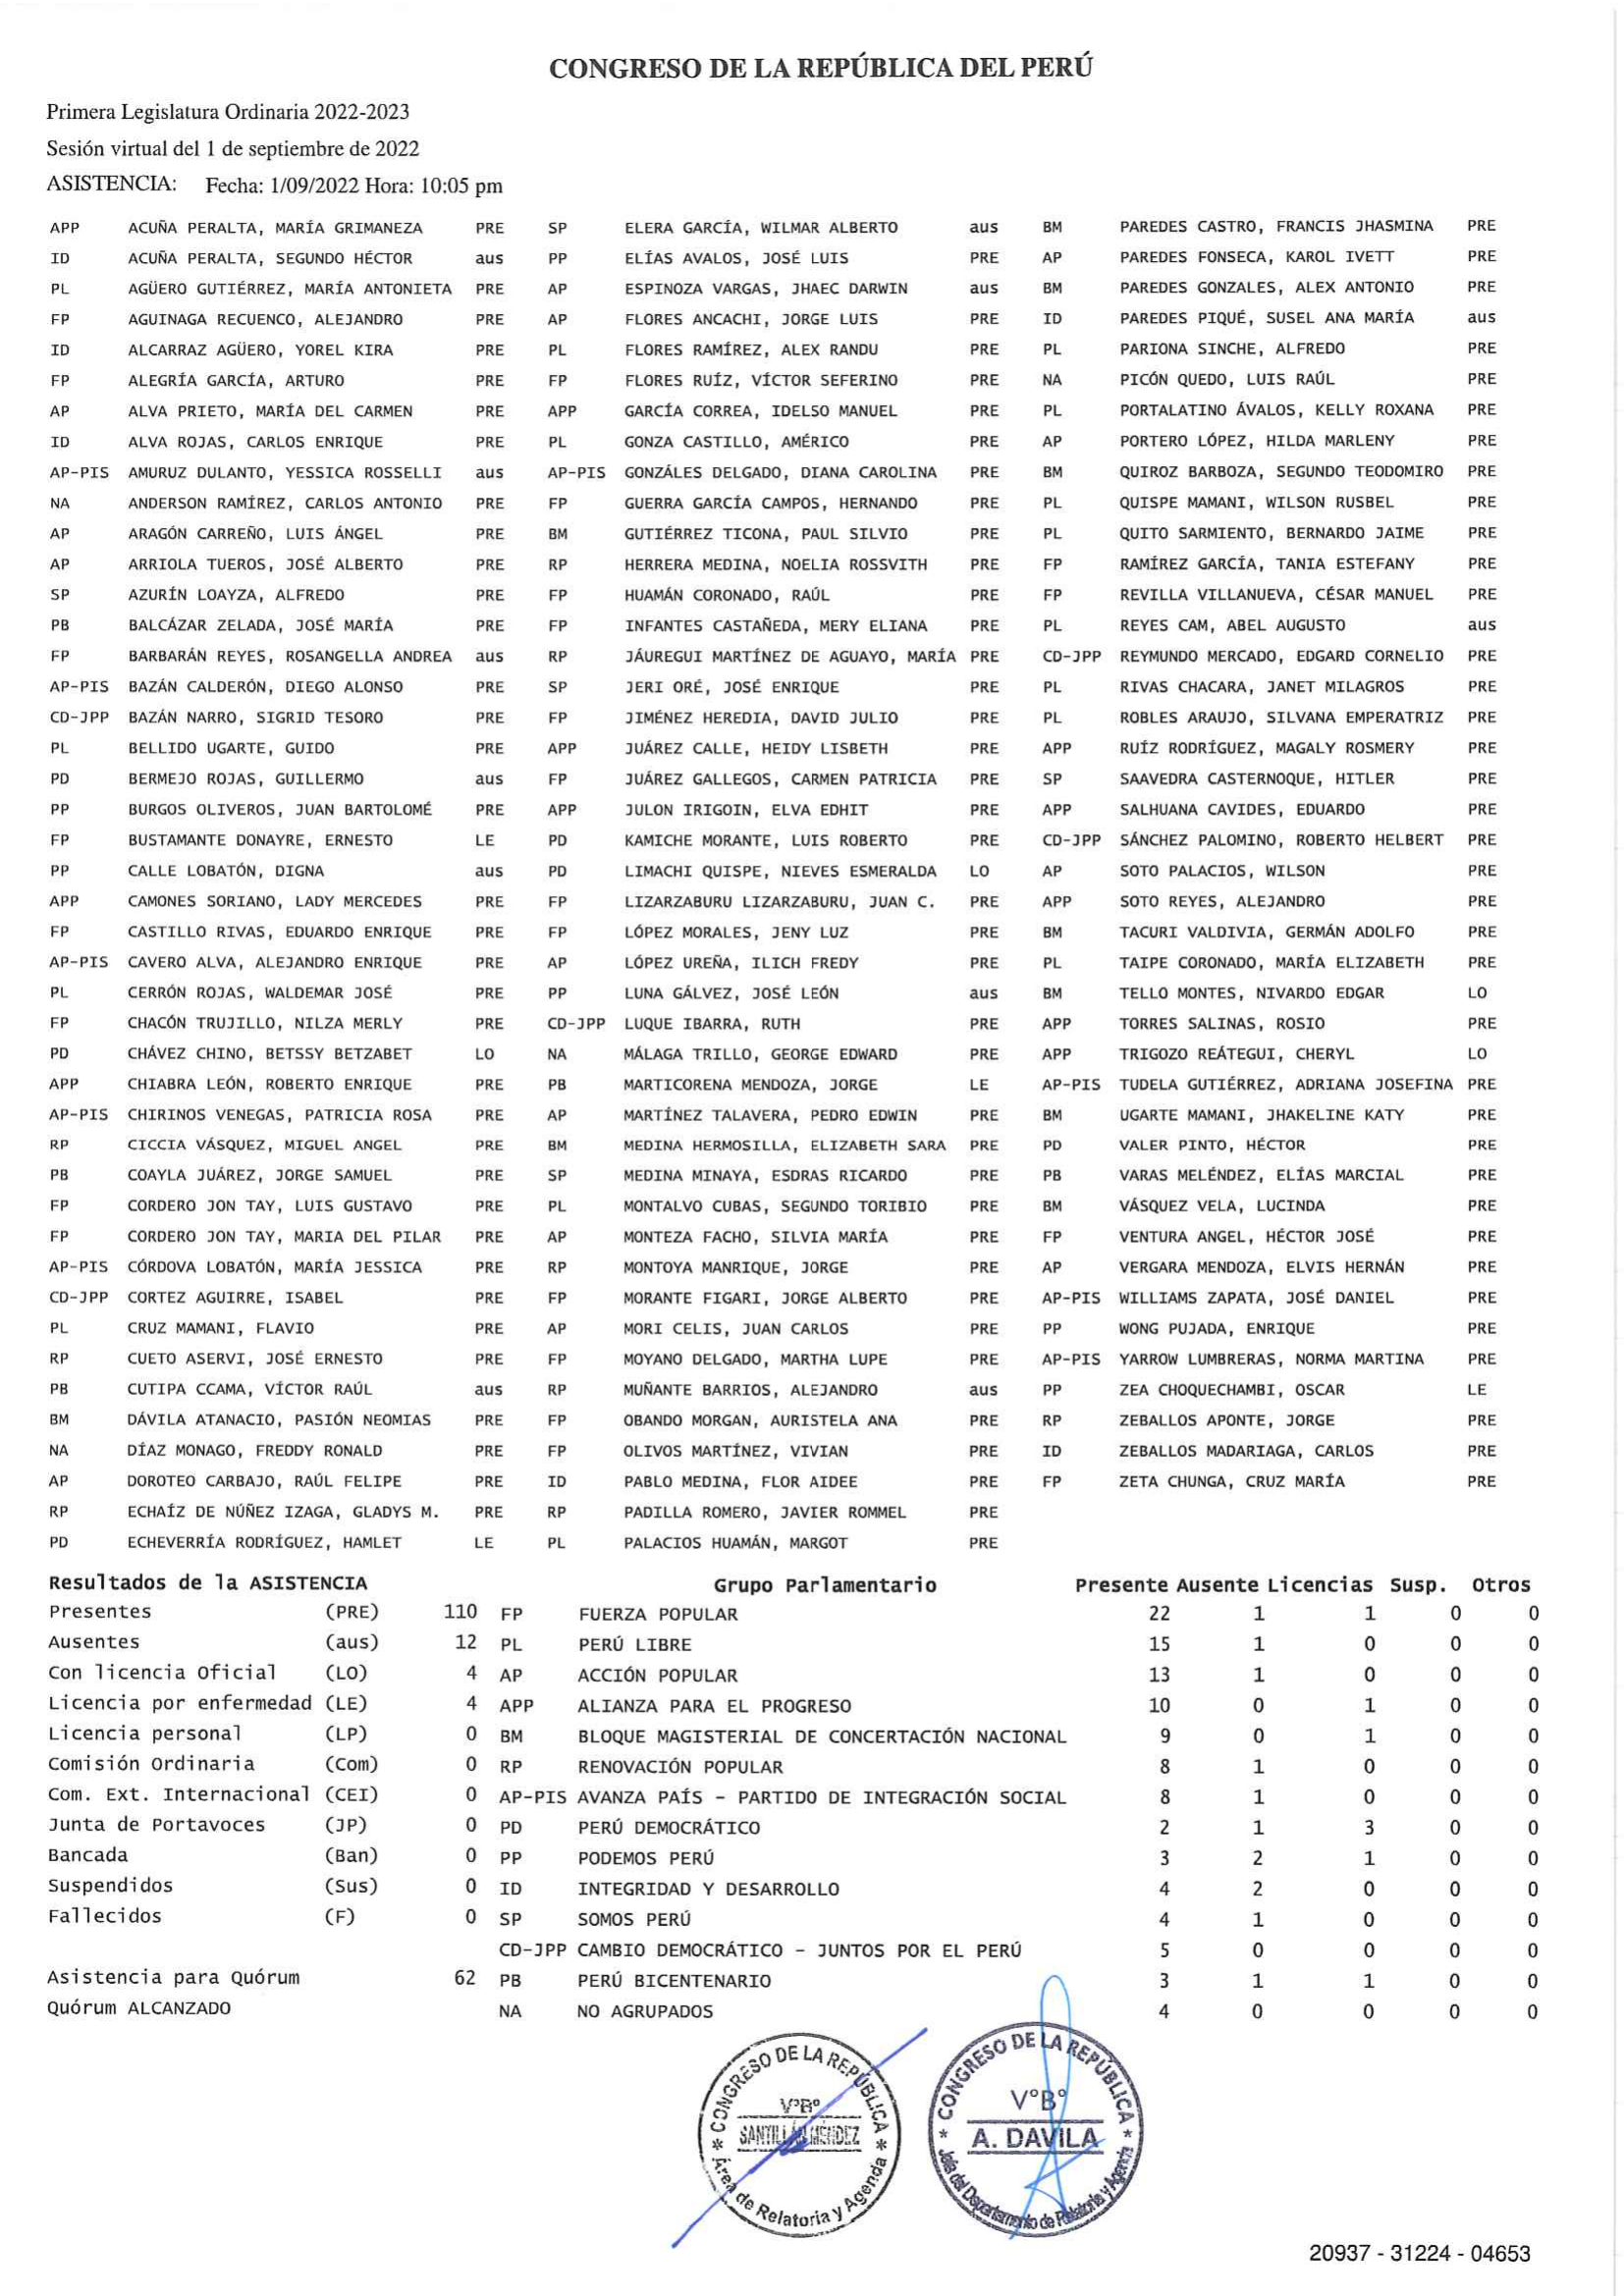 CONGRESO DE LA REPÚBLICA DEL PERÚ
Primera Legislatura Ordinaria 2022-2023
Sesión virtual del 1 de septiembre de 2022
ASISTENCIA: Fecha: 1/09/2022 Hora: 10:05 pm
APP ACUÑA PERALTA, MARÍA GRIMANEZA PRE SP ELERA GARCÍA, WILMAR ALBERTO aus BM PAREDES CASTRO, FRANCIS JHASMINA PRE
ID ACUÑA PERALTA, SEGUNDO HÉCTOR aus PP ELÍAS AVALOS, JOSÉ LUIS PRE AP PAREDES FONSECA, KAROL IVETT PRE
PL AGÜERO GUTIÉRREZ, MARÍA ANTONIETA PRE AP ESPINOZA VARGAS, JHAEC DARWIN aus BM PAREDES GONZALES, ALEX ANTONIO PRE
FP AGUINAGA RECUENCO, ALEJANDRO PRE AP FLORES ANCACHI, JORGE LUIS PRE ID PAREDES PIQUÉ, SUSEL ANA MARÍA aus
ID ALCARRAZ AGÜERO, YOREL KIRA PRE PL FLORES RAMÍREZ, ALEX RANDU PRE PL PARIONA SINCHE, ALFREDO PRE
FP ALEGRÍA GARCÍA, ARTURO PRE FP FLORES RUÍZ, VÍCTOR SEFERINO PRE NA PICÓN QUEDO, LUIS RAÚL PRE
AP ALVA PRIETO, MARÍA DEL CARMEN PRE APP GARCÍA CORREA, IDELSO MANUEL PRE PL PORTALATINO ÁVALOS, KELLY ROXANA PRE
ID ALVA ROJAS, CARLOS ENRIQUE PRE PL GONZA CASTILLO, AMÉRICO PRE AP PORTERO LÓPEZ, HILDA MARLENY PRE
AP-PIS AMURUZ DULANTO, YESSICA ROSSELLI aus AP-PIS GONZÁLES DELGADO, DIANA CAROLINA PRE BM QUIROZ BARBOZA, SEGUNDO TEODOMIRO PRE
NA ANDERSON RAMÍREZ, CARLOS ANTONIO PRE FP GUERRA GARCÍA CAMPOS, HERNANDO PRE PL QUISPE MAMANI, WILSON RUSBEL PRE
AP ARAGÓN CARREÑO, LUIS ÁNGEL PRE BM GUTIÉRREZ TICONA, PAUL SILVIO PRE PL QUITO SARMIENTO, BERNARDO JAIME PRE
AP ARRIOLA TUEROS, JOSÉ ALBERTO PRE RP HERRERA MEDINA, NOELIA ROSSVITH PRE FP RAMÍREZ GARCÍA, TANIA ESTEFANY PRE
SP AZURÍN LOAYZA, ALFREDO PRE FP HUAMÁN CORONADO, RAÚL PRE FP REVILLA VILLANUEVA, CÉSAR MANUEL PRE
PB BALCÁZAR ZELADA, JOSÉ MARÍA PRE FP INFANTES CASTAÑEDA, MERY ELIANA PRE PL REYES CAM, ABEL AUGUSTO aus
FP BARBARÁN REYES, ROSANGELLA ANDREA aus RP JÁUREGUI MARTÍNEZ DE AGUAYO, MARÍA PRE CD-JPP REYMUNDO MERCADO, EDGARD CORNELIO PRE
AP-PIS BAZÁN CALDERÓN, DIEGO ALONSO PRE SP JERI ORÉ, JOSÉ ENRIQUE PRE PL RIVAS CHACARA, JANET MILAGROS PRE
CD-JPP BAZÁN NARRO, SIGRID TESORO PRE FP JIMÉNEZ HEREDIA, DAVID JULIO PRE PL ROBLES ARAUJO, SILVANA EMPERATRIZ PRE
PL BELLIDO UGARTE, GUIDO PRE APP JUÁREZ CALLE, HEIDY LISBETH PRE APP RUÍZ RODRÍGUEZ, MAGALY ROSMERY PRE
PD BERMEJO ROJAS, GUILLERMO aus FP JUÁREZ GALLEGOS, CARMEN PATRICIA PRE SP SAAVEDRA CASTERNOQUE, HITLER PRE
PP BURGOS OLIVEROS, JUAN BARTOLOMÉ PRE APP JULON IRIGOIN, ELVA EDHIT PRE APP SALHUANA CAVIDES, EDUARDO PRE
FP BUSTAMANTE DONAYRE, ERNESTO LE PD KAMICHE MORANTE, LUIS ROBERTO PRE CD-JPP SÁNCHEZ PALOMINO, ROBERTO HELBERT PRE
PP CALLE LOBATÓN, DIGNA aus PD LIMACHI QUISPE, NIEVES ESMERALDA LO AP SOTO PALACIOS, WILSON PRE
APP CAMONES SORIANO, LADY MERCEDES PRE FP LIZARZABURU LIZARZABURU, JUAN C. PRE APP SOTO REYES, ALEJANDRO PRE
FP CASTILLO RIVAS, EDUARDO ENRIQUE PRE FP LÓPEZ MORALES, JENY LUZ PRE BM TACURI VALDIVIA, GERMÁN ADOLFO PRE
AP-PIS CAVERO ALVA, ALEJANDRO ENRIQUE PRE AP LÓPEZ UREÑA, ILICH FREDY PRE PL TAIPE CORONADO, MARÍA ELIZABETH PRE
PL CERRÓN ROJAS, WALDEMAR JOSÉ PRE PP LUNA GÁLVEZ, JOSÉ LEÓN aus BM TELLO MONTES, NIVARDO EDGAR LO
FP CHACÓN TRUJILLO, NILZA MERLY PRE CD-JPP LUQUE IBARRA, RUTH PRE APP TORRES SALINAS, ROSIO PRE
PD CHÁVEZ CHINO, BETSSY BETZABET LO NA MÁLAGA TRILLO, GEORGE EDWARD PRE APP TRIGOZO REÁTEGUI, CHERYL LO
APP CHIABRA LEÓN, ROBERTO ENRIQUE PRE PB MARTICORENA MENDOZA, JORGE LE AP-PIS TUDELA GUTIÉRREZ, ADRIANA JOSEFINA PRE
AP-PIS CHIRINOS VENEGAS, PATRICIA ROSA PRE AP MARTÍNEZ TALAVERA, PEDRO EDWIN PRE BM UGARTE MAMANI, JHAKELINE KATY PRE
RP CICCIA VÁSQUEZ, MIGUEL ANGEL PRE BM MEDINA HERMOSILLA, ELIZABETH SARA PRE PD VALER PINTO, HÉCTOR PRE
PB COAYLA JUÁREZ, JORGE SAMUEL PRE SP MEDINA MINAYA, ESDRAS RICARDO PRE PB VARAS MELÉNDEZ, ELÍAS MARCIAL PRE
FP CORDERO JON TAY, LUIS GUSTAVO PRE PL MONTALVO CUBAS, SEGUNDO TORIBIO PRE BM VÁSQUEZ VELA, LUCINDA PRE
FP CORDERO JON TAY, MARIA DEL PILAR PRE AP MONTEZA FACHO, SILVIA MARÍA PRE FP VENTURA ANGEL, HÉCTOR JOSÉ PRE
AP-PIS CÓRDOVA LOBATÓN, MARÍA JESSICA PRE RP MONTOYA MANRIQUE, JORGE PRE AP VERGARA MENDOZA, ELVIS HERNÁN PRE
CD-JPP CORTEZ AGUIRRE, ISABEL PRE FP MORANTE FIGARI, JORGE ALBERTO PRE AP-PIS WILLIAMS ZAPATA, JOSÉ DANIEL PRE
PL CRUZ MAMANI, FLAVIO PRE AP MORI CELIS, JUAN CARLOS PRE PP WONG PUJADA, ENRIQUE PRE
RP CUETO ASERVI, JOSÉ ERNESTO PRE FP MOYANO DELGADO, MARTHA LUPE PRE AP-PIS YARROW LUMBRERAS, NORMA MARTINA PRE
PB CUTIPA CCAMA, VÍCTOR RAÚL aus RP MUÑANTE BARRIOS, ALEJANDRO aus PP ZEA CHOQUECHAMBI, OSCAR LE
BM DÁVILA ATANACIO, PASIÓN NEOMIAS PRE FP OBANDO MORGAN, AURISTELA ANA PRE RP ZEBALLOS APONTE, JORGE PRE
NA DÍAZ MONAGO, FREDDY RONALD PRE FP OLIVOS MARTÍNEZ, VIVIAN PRE ID ZEBALLOS MADARIAGA, CARLOS PRE
AP DOROTEO CARBAJO, RAÚL FELIPE PRE ID PABLO MEDINA, FLOR AIDEE PRE FP ZETA CHUNGA, CRUZ MARÍA PRE
RP ECHAÍZ DE NÚÑEZ IZAGA, GLADYS M. PRE RP PADILLA ROMERO, JAVIER ROMMEL PRE
PD ECHEVERRÍA RODRÍGUEZ, HAMLET LE PL PALACIOS HUAMÁN, MARGOT PRE
Resultados de la ASISTENCIA Grupo Parlamentario Presente Ausente Licencias Susp. Otros
Presentes (PRE) 110 FP FUERZA POPULAR 22 1 1 0 0
Ausentes (aus) 12 PL PERÚ LIBRE 15 1 0 0 0
Con licencia Oficial (LO) 4 AP ACCIÓN POPULAR 13 1 0 0 0
Licencia por enfermedad (LE) 4 APP ALIANZA PARA EL PROGRESO 10 0 1 0 0
Licencia personal (LP) 0 BM BLOQUE MAGISTERIAL DE CONCERTACIÓN NACIONAL 9 0 1 0 0
Comisión Ordinaria (Com) 0 RP RENOVACIÓN POPULAR 8 1 0 0 0
Com. Ext. Internacional (CEI) 0 AP-PIS AVANZA PAÍS - PARTIDO DE INTEGRACIÓN SOCIAL 8 1 0 0 0
Junta de Portavoces (JP) 0 PD PERÚ DEMOCRÁTICO 2 1 3 0 0
Bancada (Ban) 0 PP PODEMOS PERÚ 3 2 1 0 0
Suspendidos (Sus) 0 ID INTEGRIDAD Y DESARROLLO 4 2 0 0 0
Fallecidos (F) 0 SP SOMOS PERÚ 4 1 0 0 0
CD-JPP CAMBIO DEMOCRÁTICO - JUNTOS POR EL PERÚ 5 0 0 0 0
Asistencia para Quórum 62 PB PERÚ BICENTENARIO 3 1 1 0 0
Quórum ALCANZADO NA NO AGRUPADOS 4 0 0 0 0
CONGRESO DE LA REPÚBLICA
V°B°
SANTILLÁN MÉNDEZ
Área de Relatoria y Agenda
CONGRESO DE LA REPÚBLICA
V°B°
A. DAVILA
Jefa del Departamento de Relatoría y Agenda
20937 - 31224 - 04653